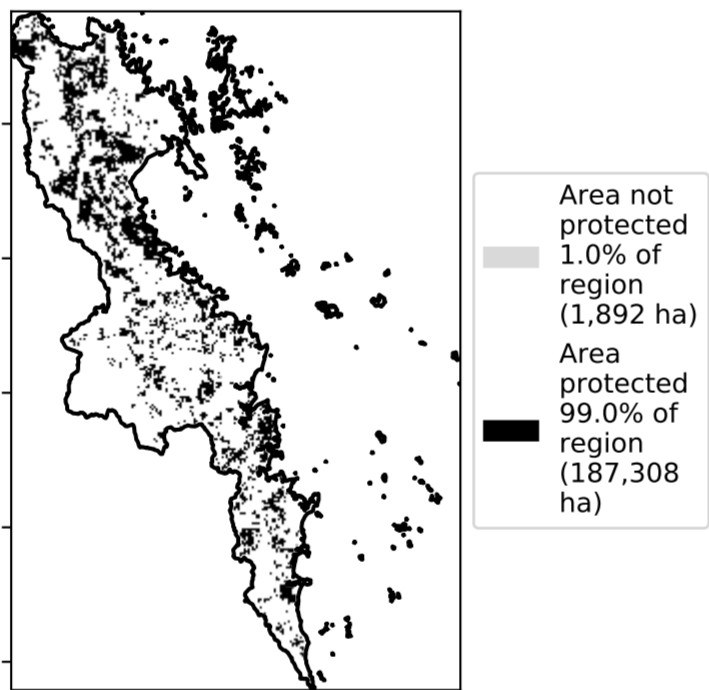 Area not
protected
1.0% of
region
(1,892 ha)
Area
protected
99.0% of
region
(187,308
ha)